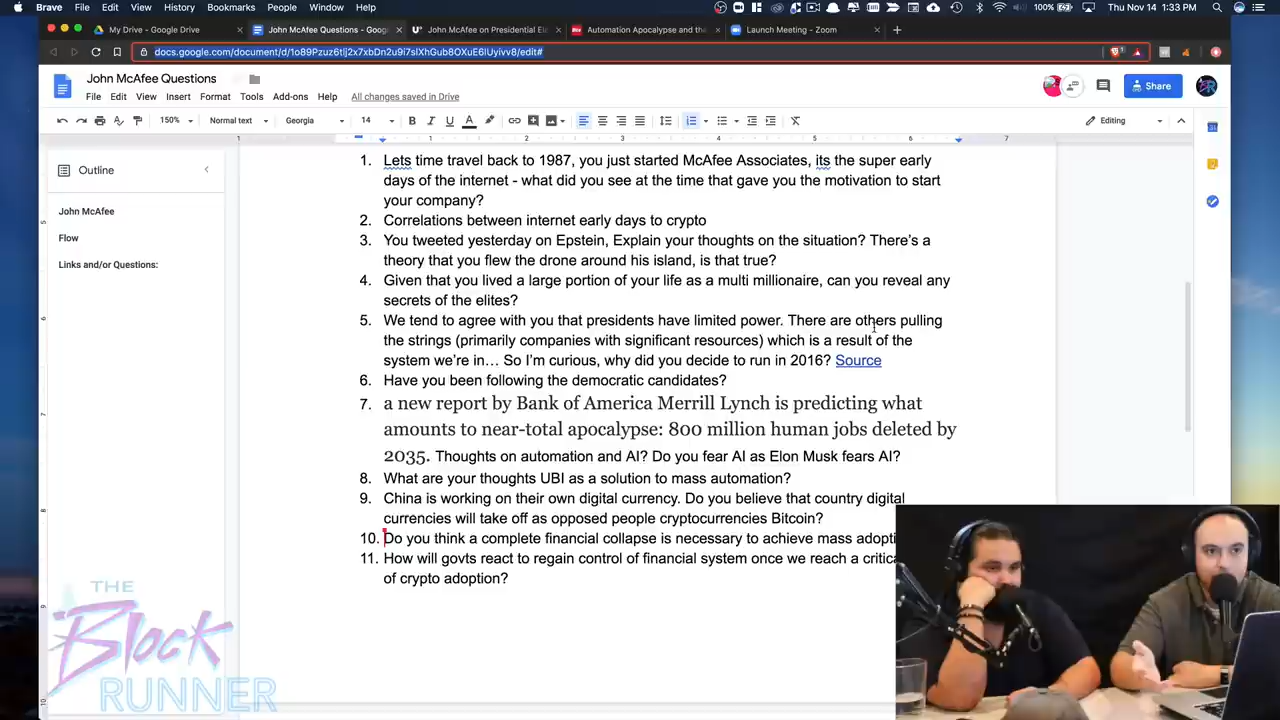 Brave File Edit View History Bookmarks People Window Help 100% Thu Nov 14 1:33 PM
My Drive - Google Drive
John McAfee Questions - Goog
John McAfee on Presidential El
Automation Apocalypse and the
Launch Meeting - Zoom
docs.google.com/document/d/1o89Pzuz6tlj2x7xbDn2u9i7slXhGub8OXuE6lUyivv8/edit#
John McAfee Questions
File Edit View Insert Format Tools Add-ons Help All changes saved in Drive
Share
150% Normal text Georgia 14 Editing
1 1 2 3 4 5 6 7
Outline
John McAfee
Flow
Links and/or Questions:
1. Lets time travel back to 1987, you just started McAfee Associates, its the super early
days of the internet - what did you see at the time that gave you the motivation to start
your company?
2. Correlations between internet early days to crypto
3. You tweeted yesterday on Epstein, Explain your thoughts on the situation? There's a
theory that you flew the drone around his island, is that true?
4. Given that you lived a large portion of your life as a multi millionaire, can you reveal any
secrets of the elites?
5. We tend to agree with you that presidents have limited power. There are others pulling
the strings (primarily companies with significant resources) which is a result of the
system we're in… So I'm curious, why did you decide to run in 2016? Source
6. Have you been following the democratic candidates?
7. a new report by Bank of America Merrill Lynch is predicting what
amounts to near-total apocalypse: 800 million human jobs deleted by
2035. Thoughts on automation and AI? Do you fear AI as Elon Musk fears AI?
8. What are your thoughts UBI as a solution to mass automation?
9. China is working on their own digital currency. Do you believe that country digital
currencies will take off as opposed people cryptocurrencies Bitcoin?
10. Do you think a complete financial collapse is necessary to achieve mass adopti
11. How will govts react to regain control of financial system once we reach a critica
of crypto adoption?
THE
Block
RUNNER